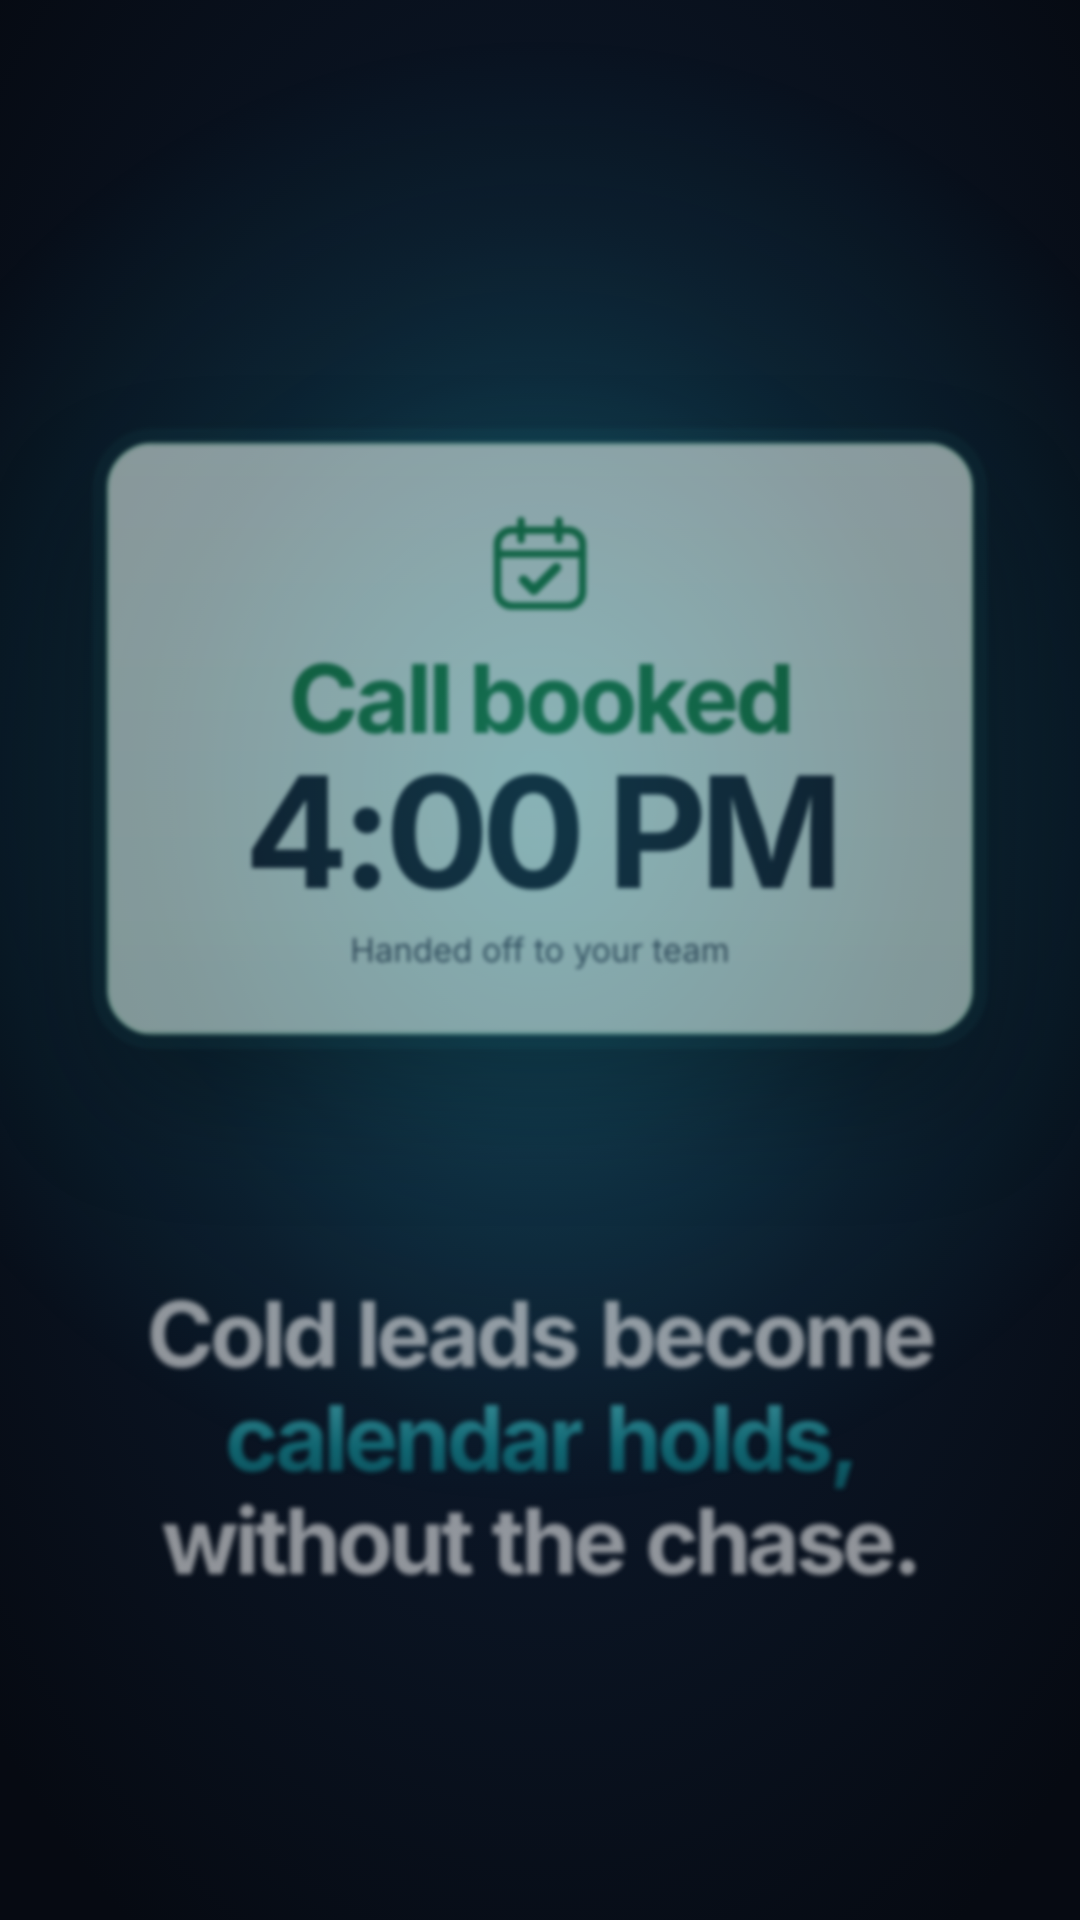 Call booked
4:00 PM
Handed off to your team
Cold leads become
calendar holds,
without the chase.